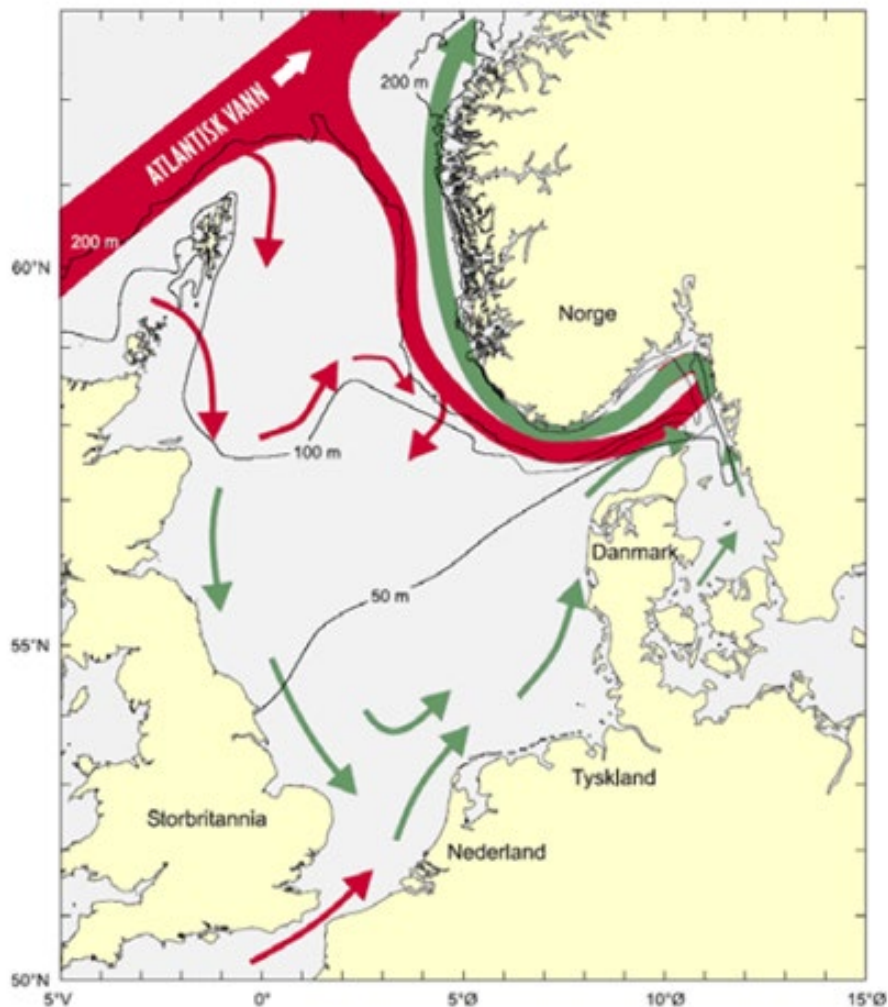 200 m
ATLANTISK VANN
200 m
60°N
Norge
100 m
Danmark
50 m
55°N
Tyskland
Storbritannia
Nederland
50°N
5°V
0°
5°Ø
10°Ø
15°Ø